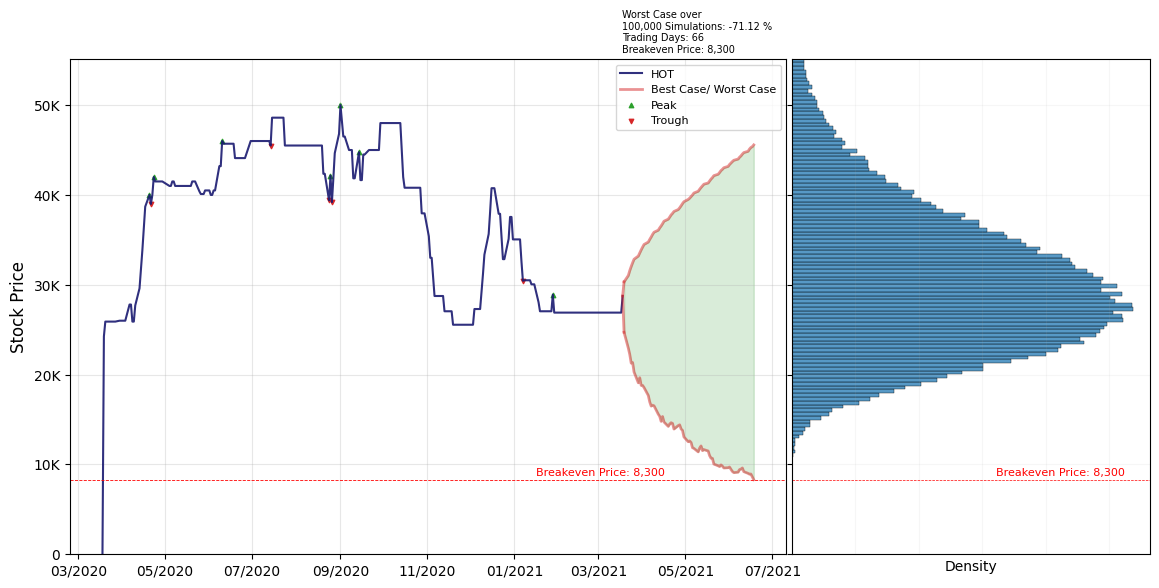 Worst Case over
100,000 Simulations: -71.12 %
Trading Days: 66
Breakeven Price: 8,300
HOT
Best Case/ Worst Case
Peak
Trough
Stock Price
50K
40K
30K
20K
10K
0
Breakeven Price: 8,300
Breakeven Price: 8,300
03/2020 05/2020 07/2020 09/2020 11/2020 01/2021 03/2021 05/2021 07/2021
Density